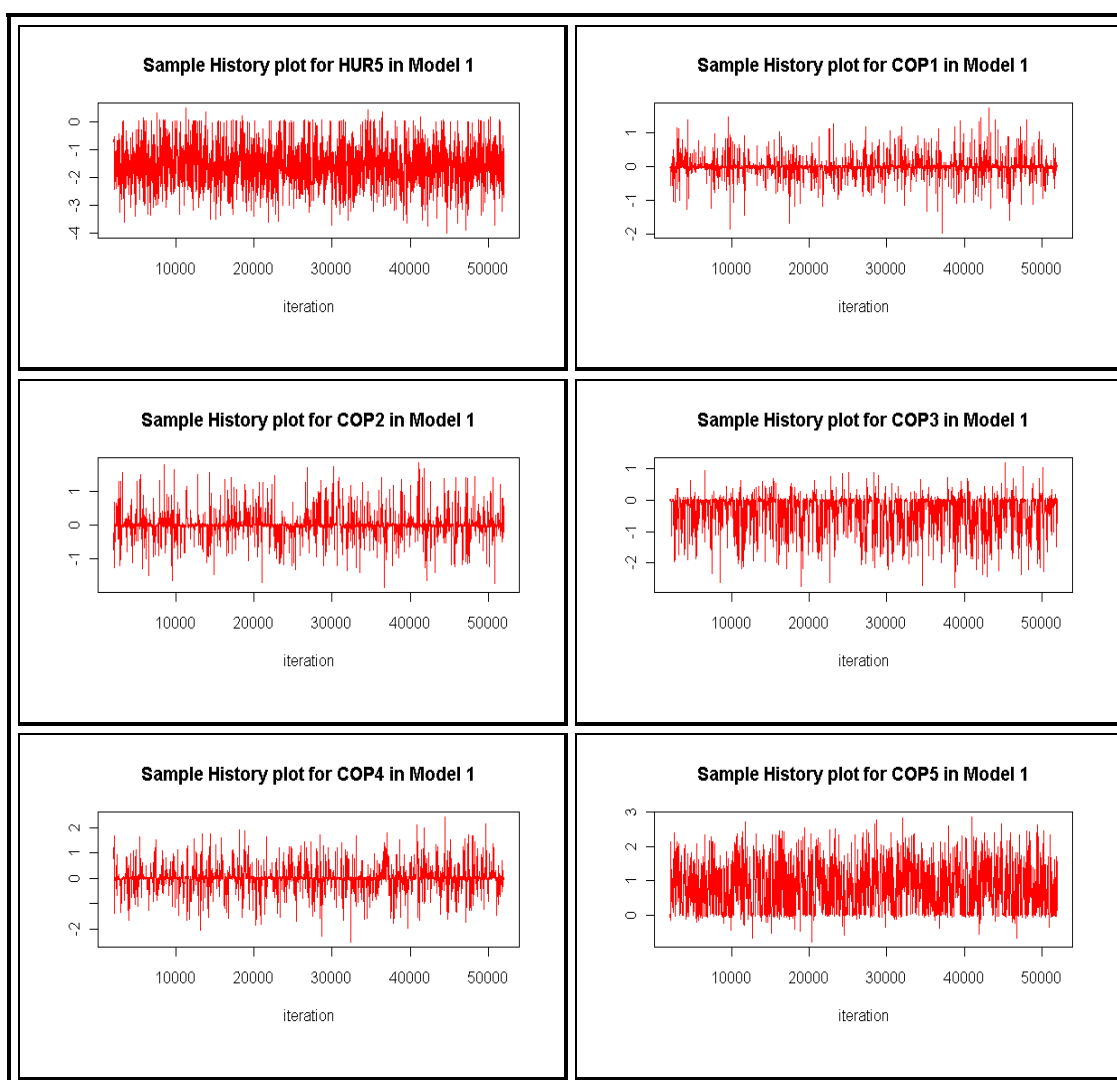 Sample History plot for HUR5 in Model 1
0
-1
-2
-3
-4
10000 20000 30000 40000 50000
iteration
Sample History plot for COP1 in Model 1
1
0
-1
-2
10000 20000 30000 40000 50000
iteration
Sample History plot for COP2 in Model 1
1
0
-1
10000 20000 30000 40000 50000
iteration
Sample History plot for COP3 in Model 1
1
0
-2
10000 20000 30000 40000 50000
iteration
Sample History plot for COP4 in Model 1
2
1
0
-2
10000 20000 30000 40000 50000
iteration
Sample History plot for COP5 in Model 1
3
2
1
0
10000 20000 30000 40000 50000
iteration